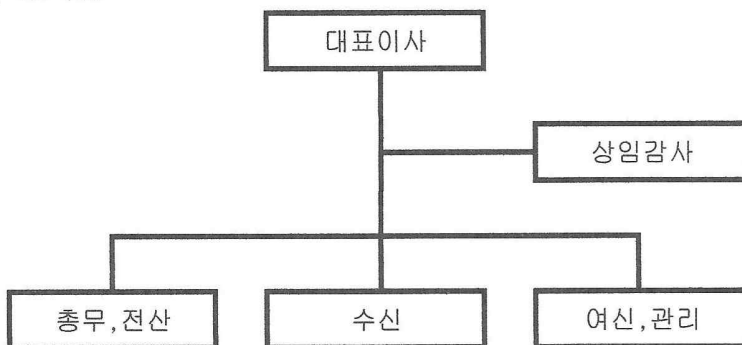 대표이사
상임감사
총무,전산
수신
여신,관리